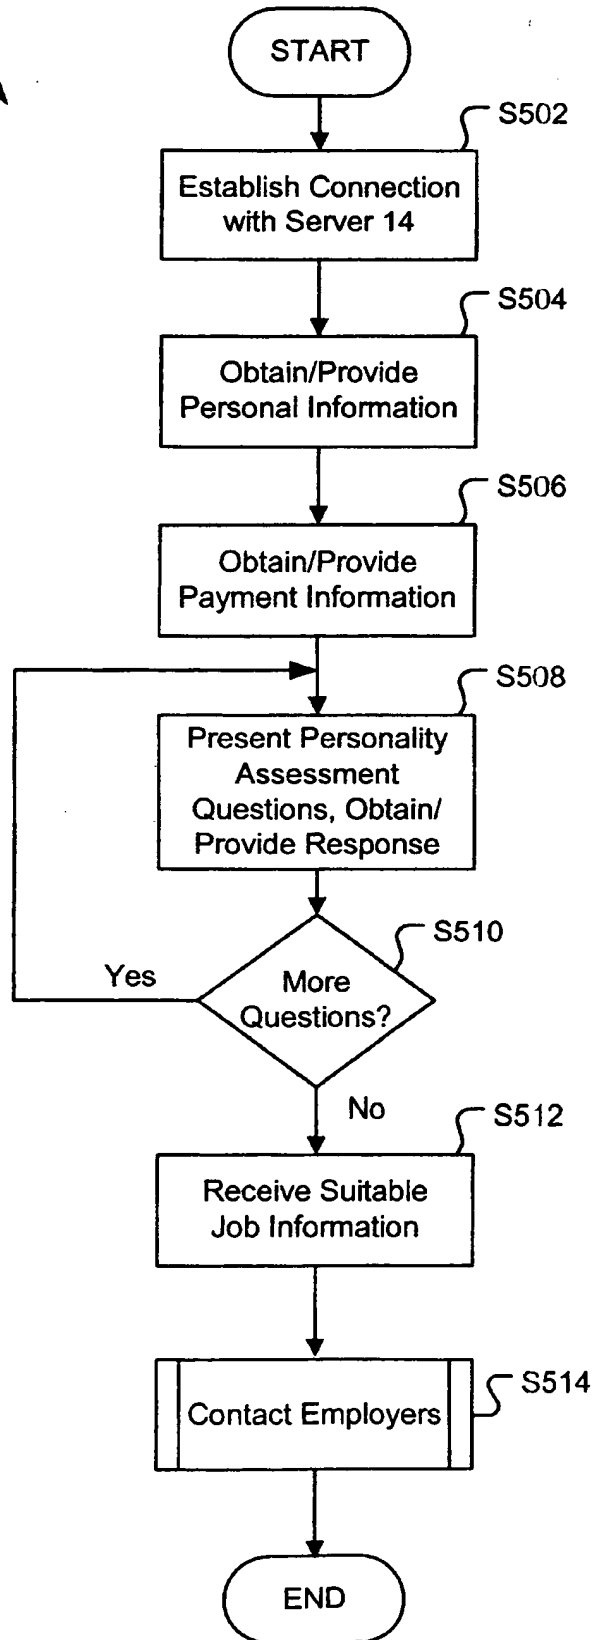 START
S502
Establish Connection
with Server 14
S504
Obtain/Provide
Personal Information
S506
Obtain/Provide
Payment Information
S508
Present Personality
Assessment
Questions, Obtain/
Provide Response
S510
Yes
More
Questions?
No
S512
Receive Suitable
Job Information
S514
Contact Employers
END